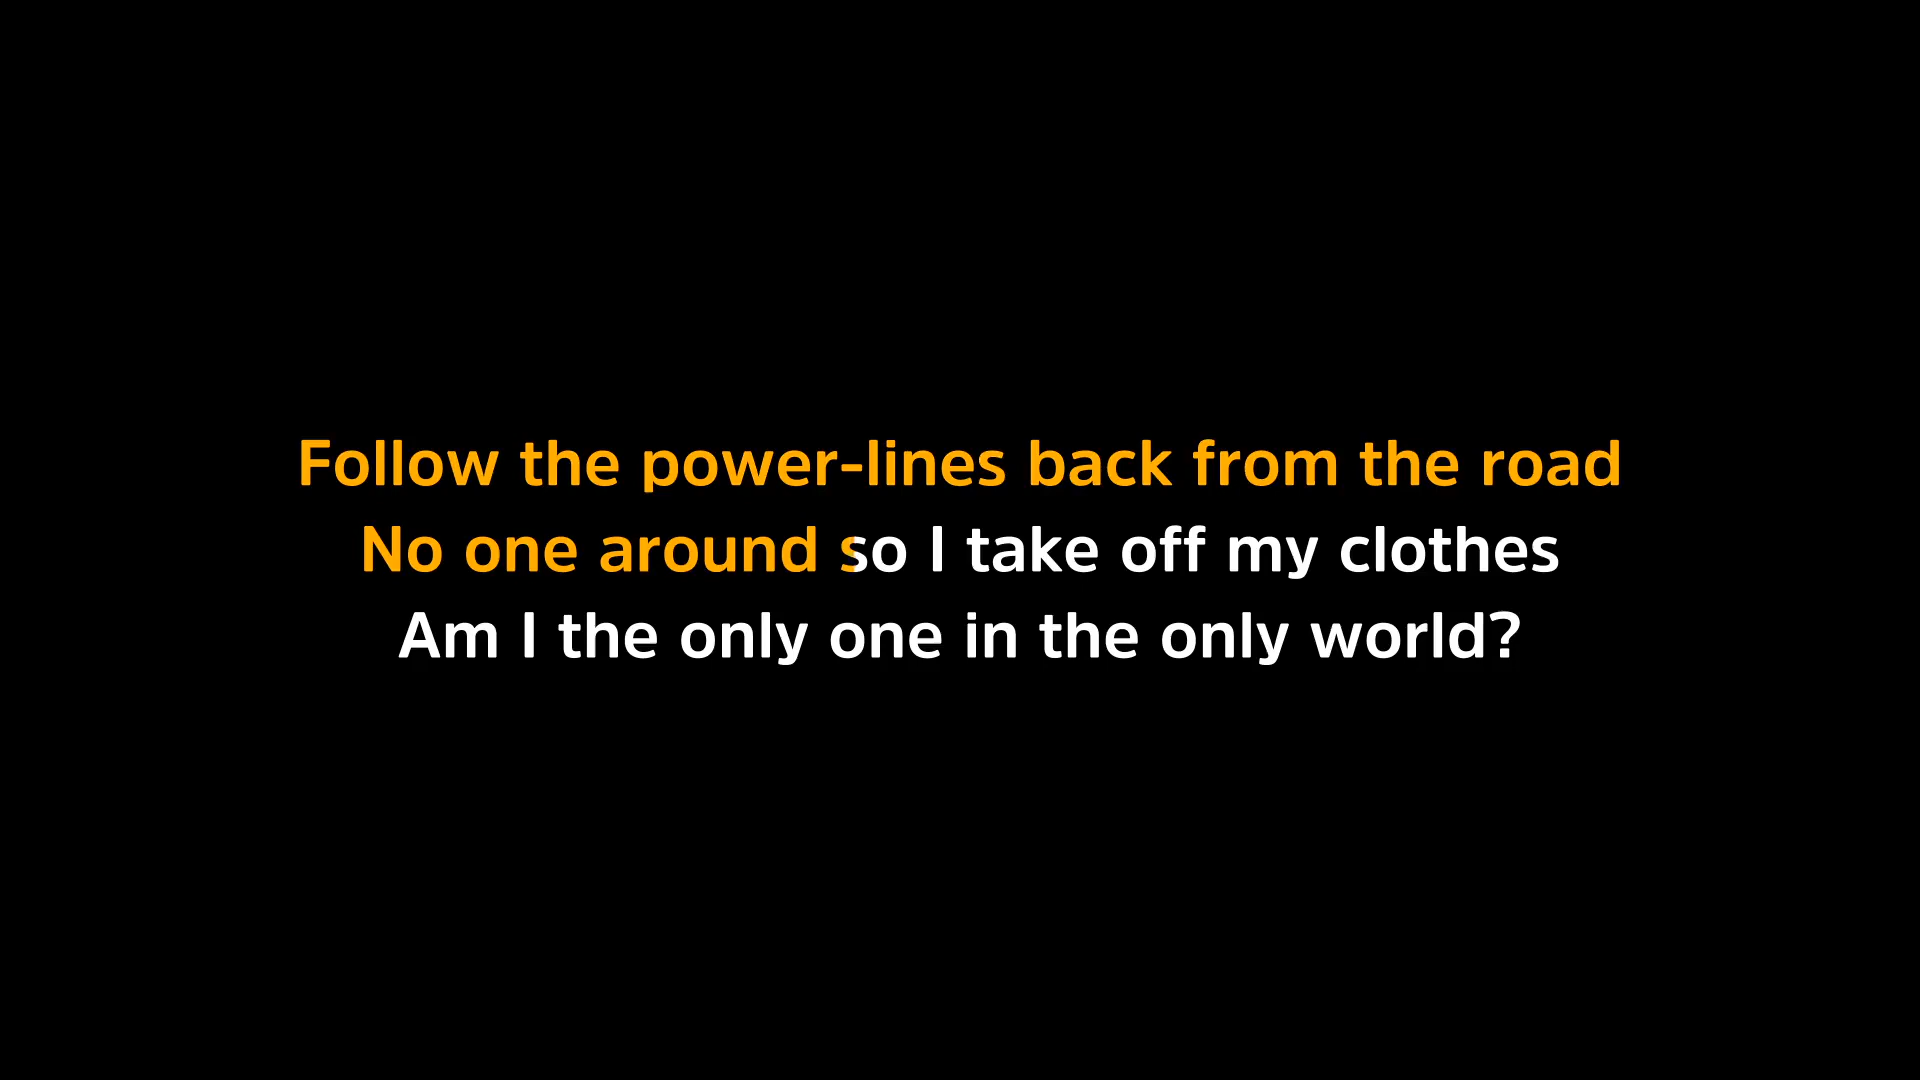 Follow the power-lines back from the road
No one around so I take off my clothes
Am I the only one in the only world?